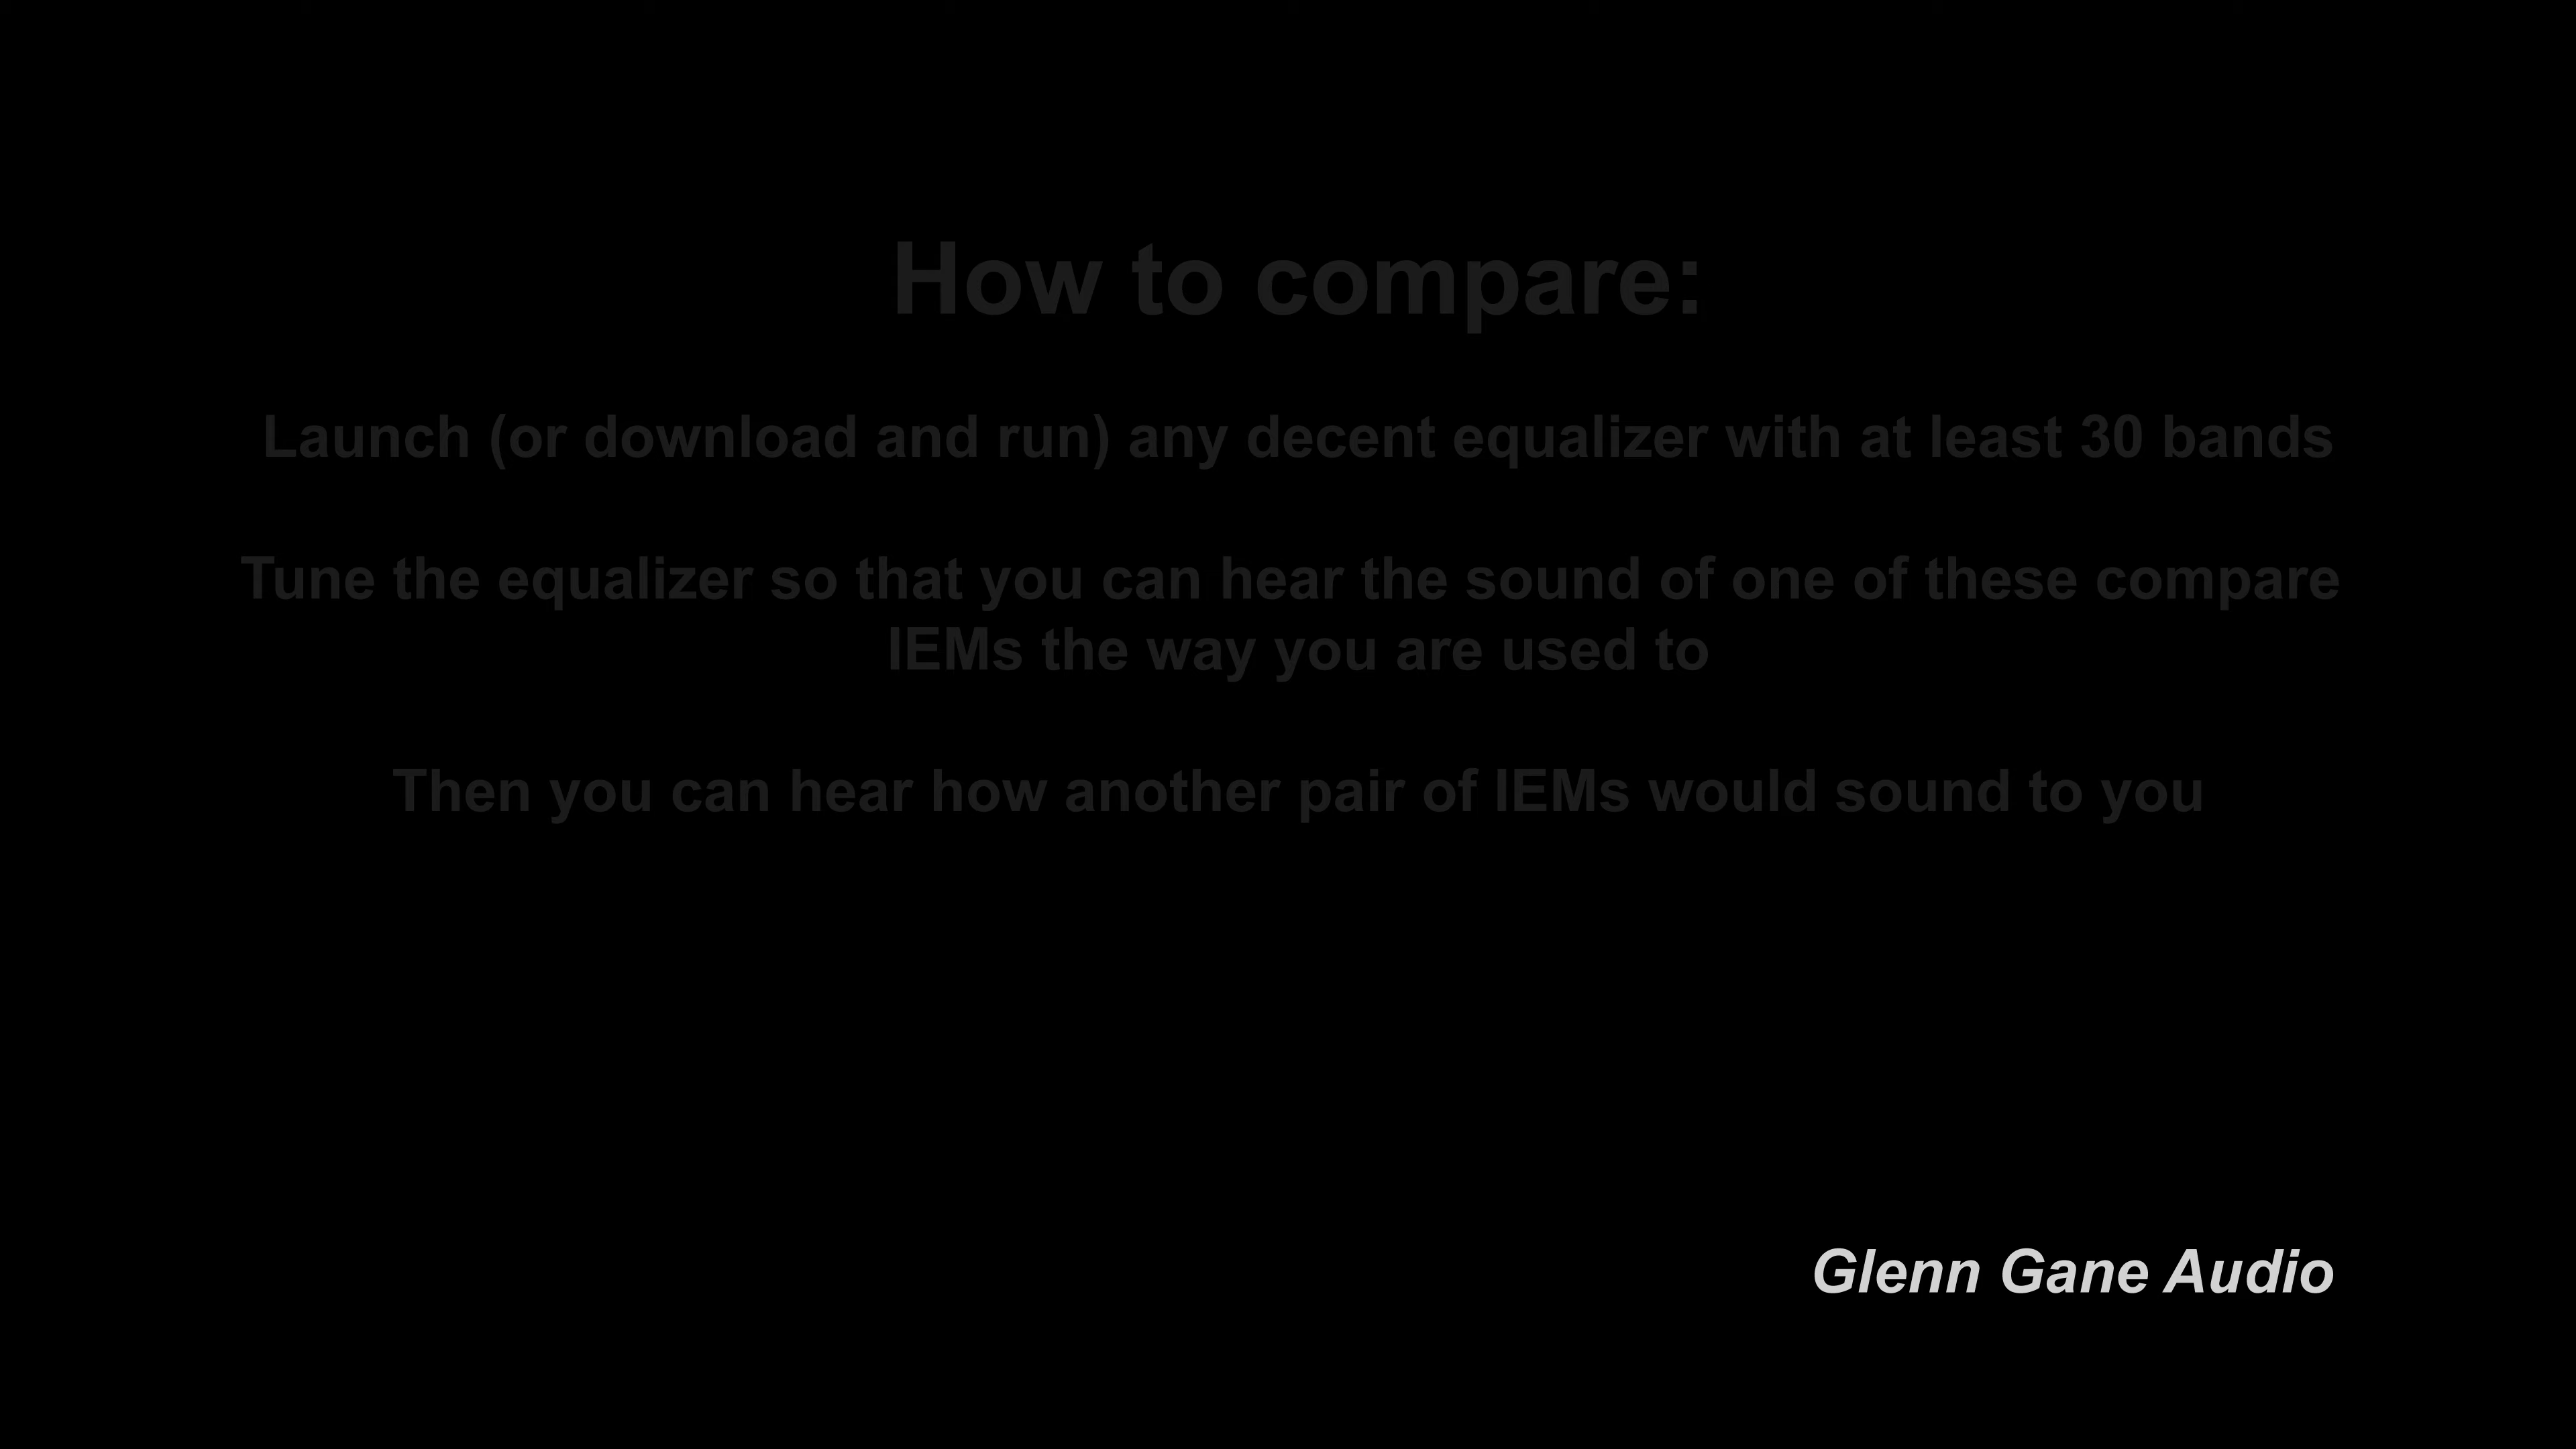 How to compare:
Launch (or download and run) any decent equalizer with at least 30 bands
Tune the equalizer so that you can hear the sound of one of these compare
IEMs the way you are used to
Then you can hear how another pair of IEMs would sound to you
Glenn Gane Audio